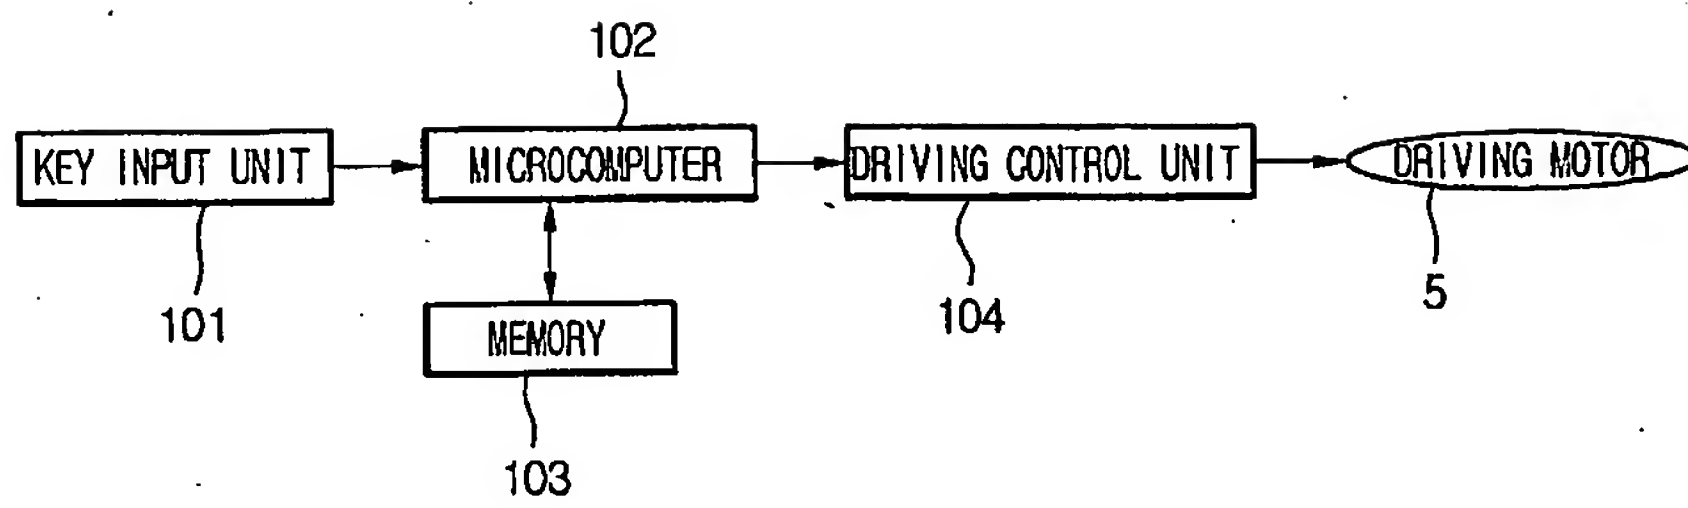 102
KEY INPUT UNIT
MICROCOMPUTER
DRIVING CONTROL UNIT
DRIVING MOTOR
101
MEMORY
104
5
103